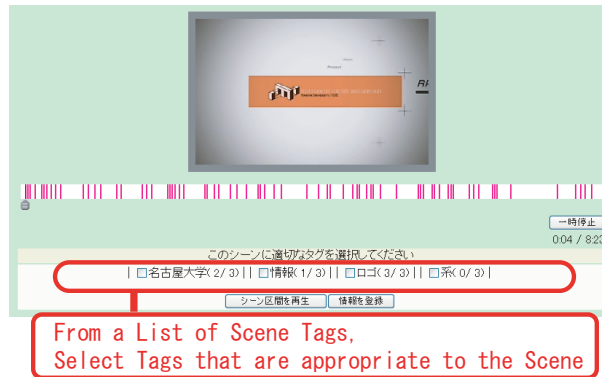 一時停止
0:04 / 8:23
このシーンに適切なタグを選択してください
| □名古屋大学( 2 / 3) | | □情報( 1 / 3) | | □ロゴ( 3 / 3) | | □系( 0 / 3) |
シーン区間を再生 情報を登録
From a List of Scene Tags,
Select Tags that are appropriate to the Scene